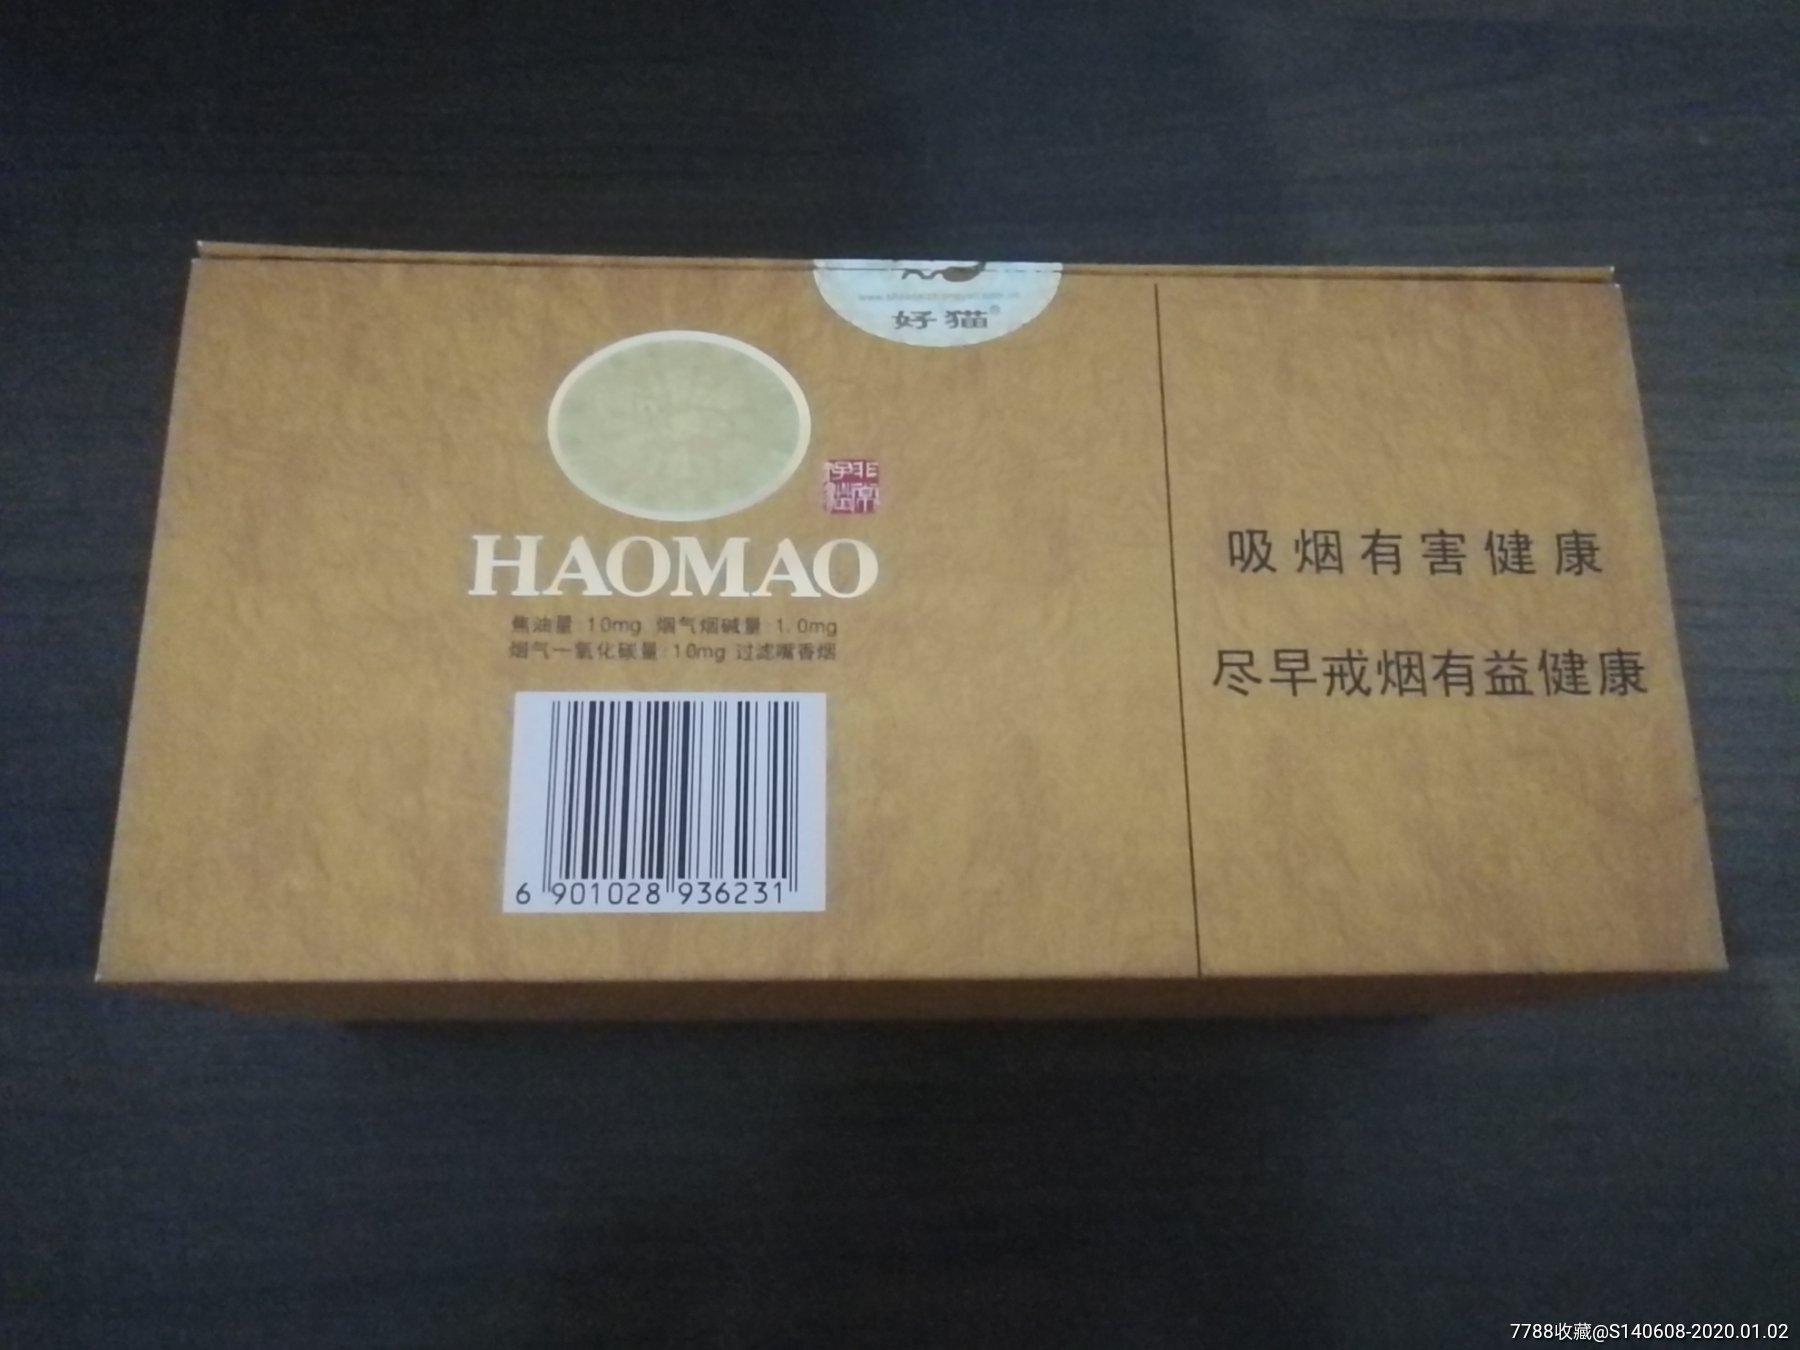 好猫®
HAOMAO
焦油量:10mg 烟气烟碱量:1.0mg
烟气一氧化碳量:10mg 过滤嘴香烟
6 901028 936231
吸烟有害健康
尽早戒烟有益健康
7788收藏@S140608-2020.01.02